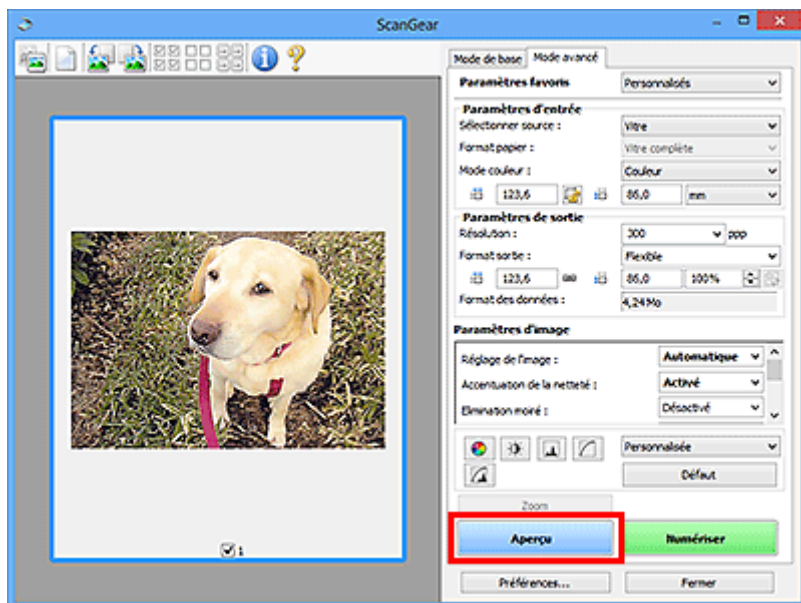 ScanGear
Mode de base Mode avancé
Paramètres favoris Personnalisés
Paramètres d'entrée
Sélectionner source : Vitre
Format papier : Vitre complète
Mode couleur : Couleur
123,6 86,0 mm
Paramètres de sortie
Résolution : 300 ppp
Format sortie : Flexible
123,6 86,0 100%
Format des données : 4,24 Mo
Paramètres d'image
Réglage de l'image : Automatique
Accentuation de la netteté : Activé
Elimination moiré : Désactivé
Personnalisée
Défaut
Zoom
Aperçu Numériser
1
Préférences... Fermer